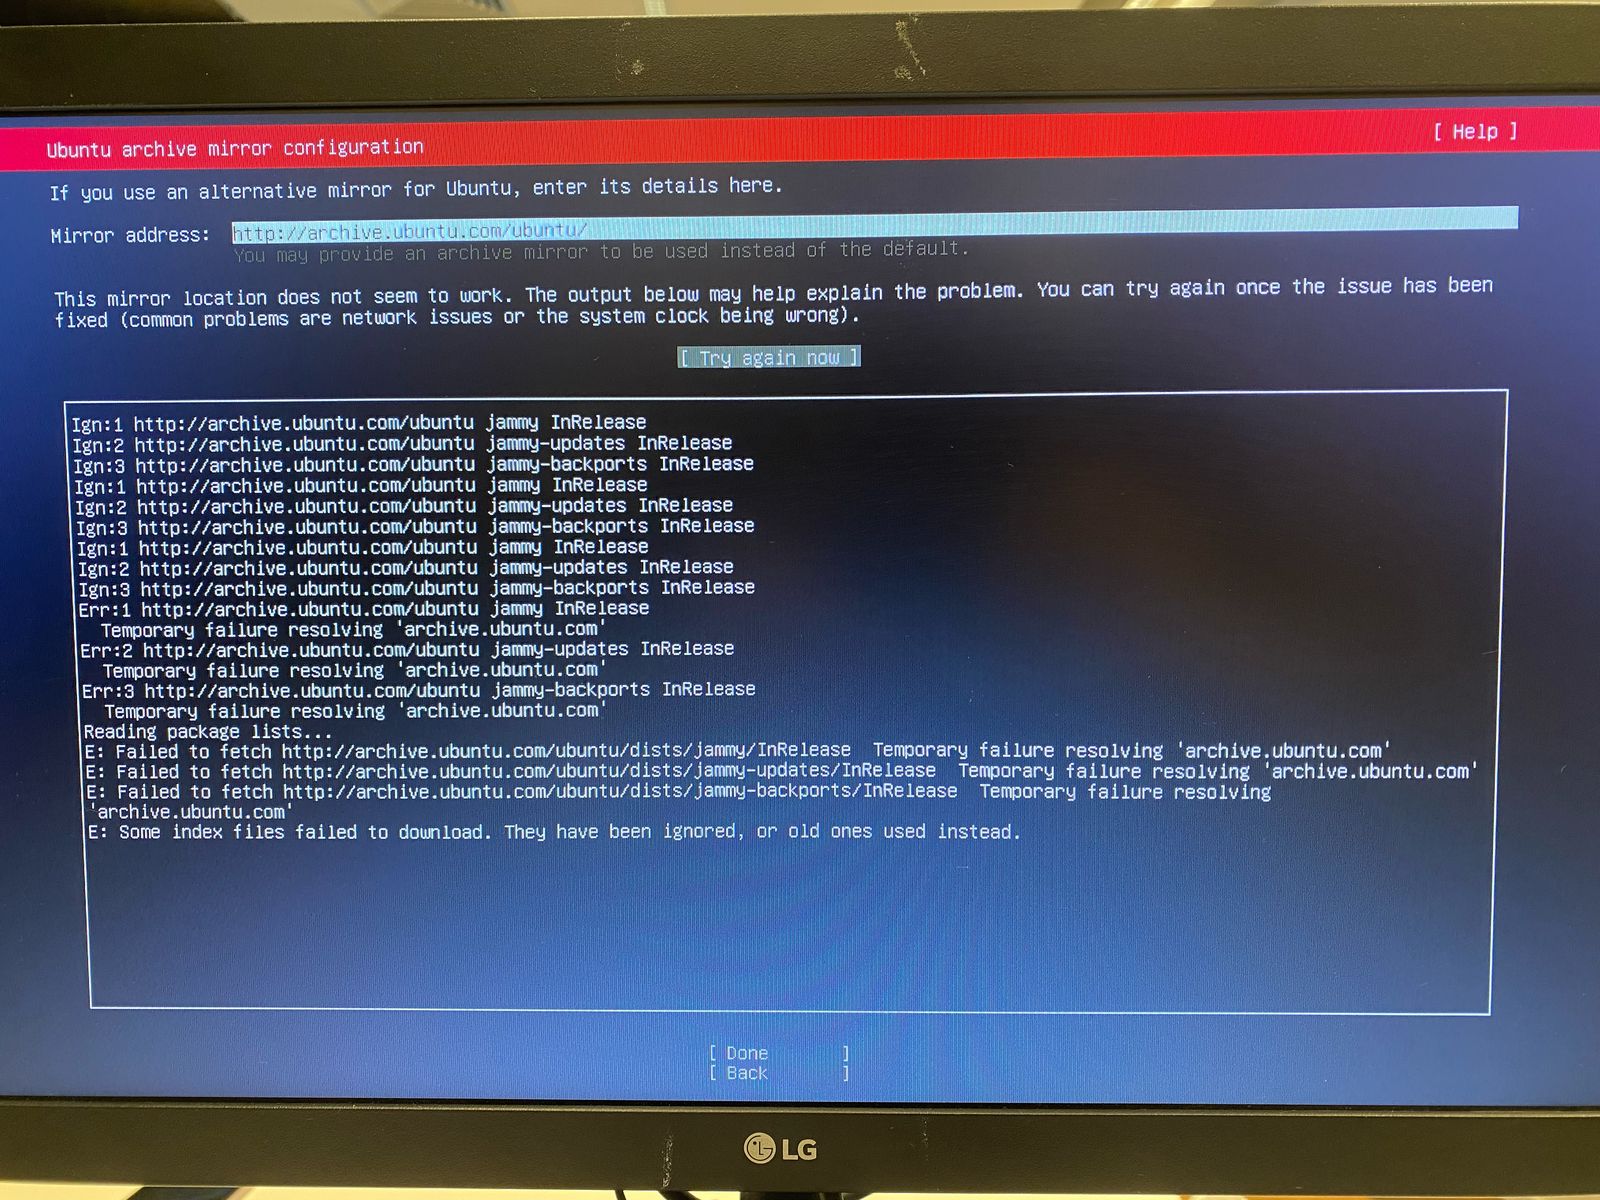 Ubuntu archive mirror configuration
[ Help ]
If you use an alternative mirror for Ubuntu, enter its details here.
Mirror address: http://archive.ubuntu.com/ubuntu/
You may provide an archive mirror to be used instead of the default.
This mirror location does not seem to work. The output below may help explain the problem. You can try again once the issue has been
fixed (common problems are network issues or the system clock being wrong).
[ Try again now ]
Ign:1 http://archive.ubuntu.com/ubuntu jammy InRelease
Ign:2 http://archive.ubuntu.com/ubuntu jammy-updates InRelease
Ign:3 http://archive.ubuntu.com/ubuntu jammy-backports InRelease
Ign:1 http://archive.ubuntu.com/ubuntu jammy InRelease
Ign:2 http://archive.ubuntu.com/ubuntu jammy-updates InRelease
Ign:3 http://archive.ubuntu.com/ubuntu jammy-backports InRelease
Ign:1 http://archive.ubuntu.com/ubuntu jammy InRelease
Ign:2 http://archive.ubuntu.com/ubuntu jammy-updates InRelease
Ign:3 http://archive.ubuntu.com/ubuntu jammy-backports InRelease
Err:1 http://archive.ubuntu.com/ubuntu jammy InRelease
Temporary failure resolving 'archive.ubuntu.com'
Err:2 http://archive.ubuntu.com/ubuntu jammy-updates InRelease
Temporary failure resolving 'archive.ubuntu.com'
Err:3 http://archive.ubuntu.com/ubuntu jammy-backports InRelease
Temporary failure resolving 'archive.ubuntu.com'
Reading package lists...
E: Failed to fetch http://archive.ubuntu.com/ubuntu/dists/jammy/InRelease  Temporary failure resolving 'archive.ubuntu.com'
E: Failed to fetch http://archive.ubuntu.com/ubuntu/dists/jammy-updates/InRelease  Temporary failure resolving 'archive.ubuntu.com'
E: Failed to fetch http://archive.ubuntu.com/ubuntu/dists/jammy-backports/InRelease  Temporary failure resolving
'archive.ubuntu.com'
E: Some index files failed to download. They have been ignored, or old ones used instead.
[ Done ]
[ Back ]
LG